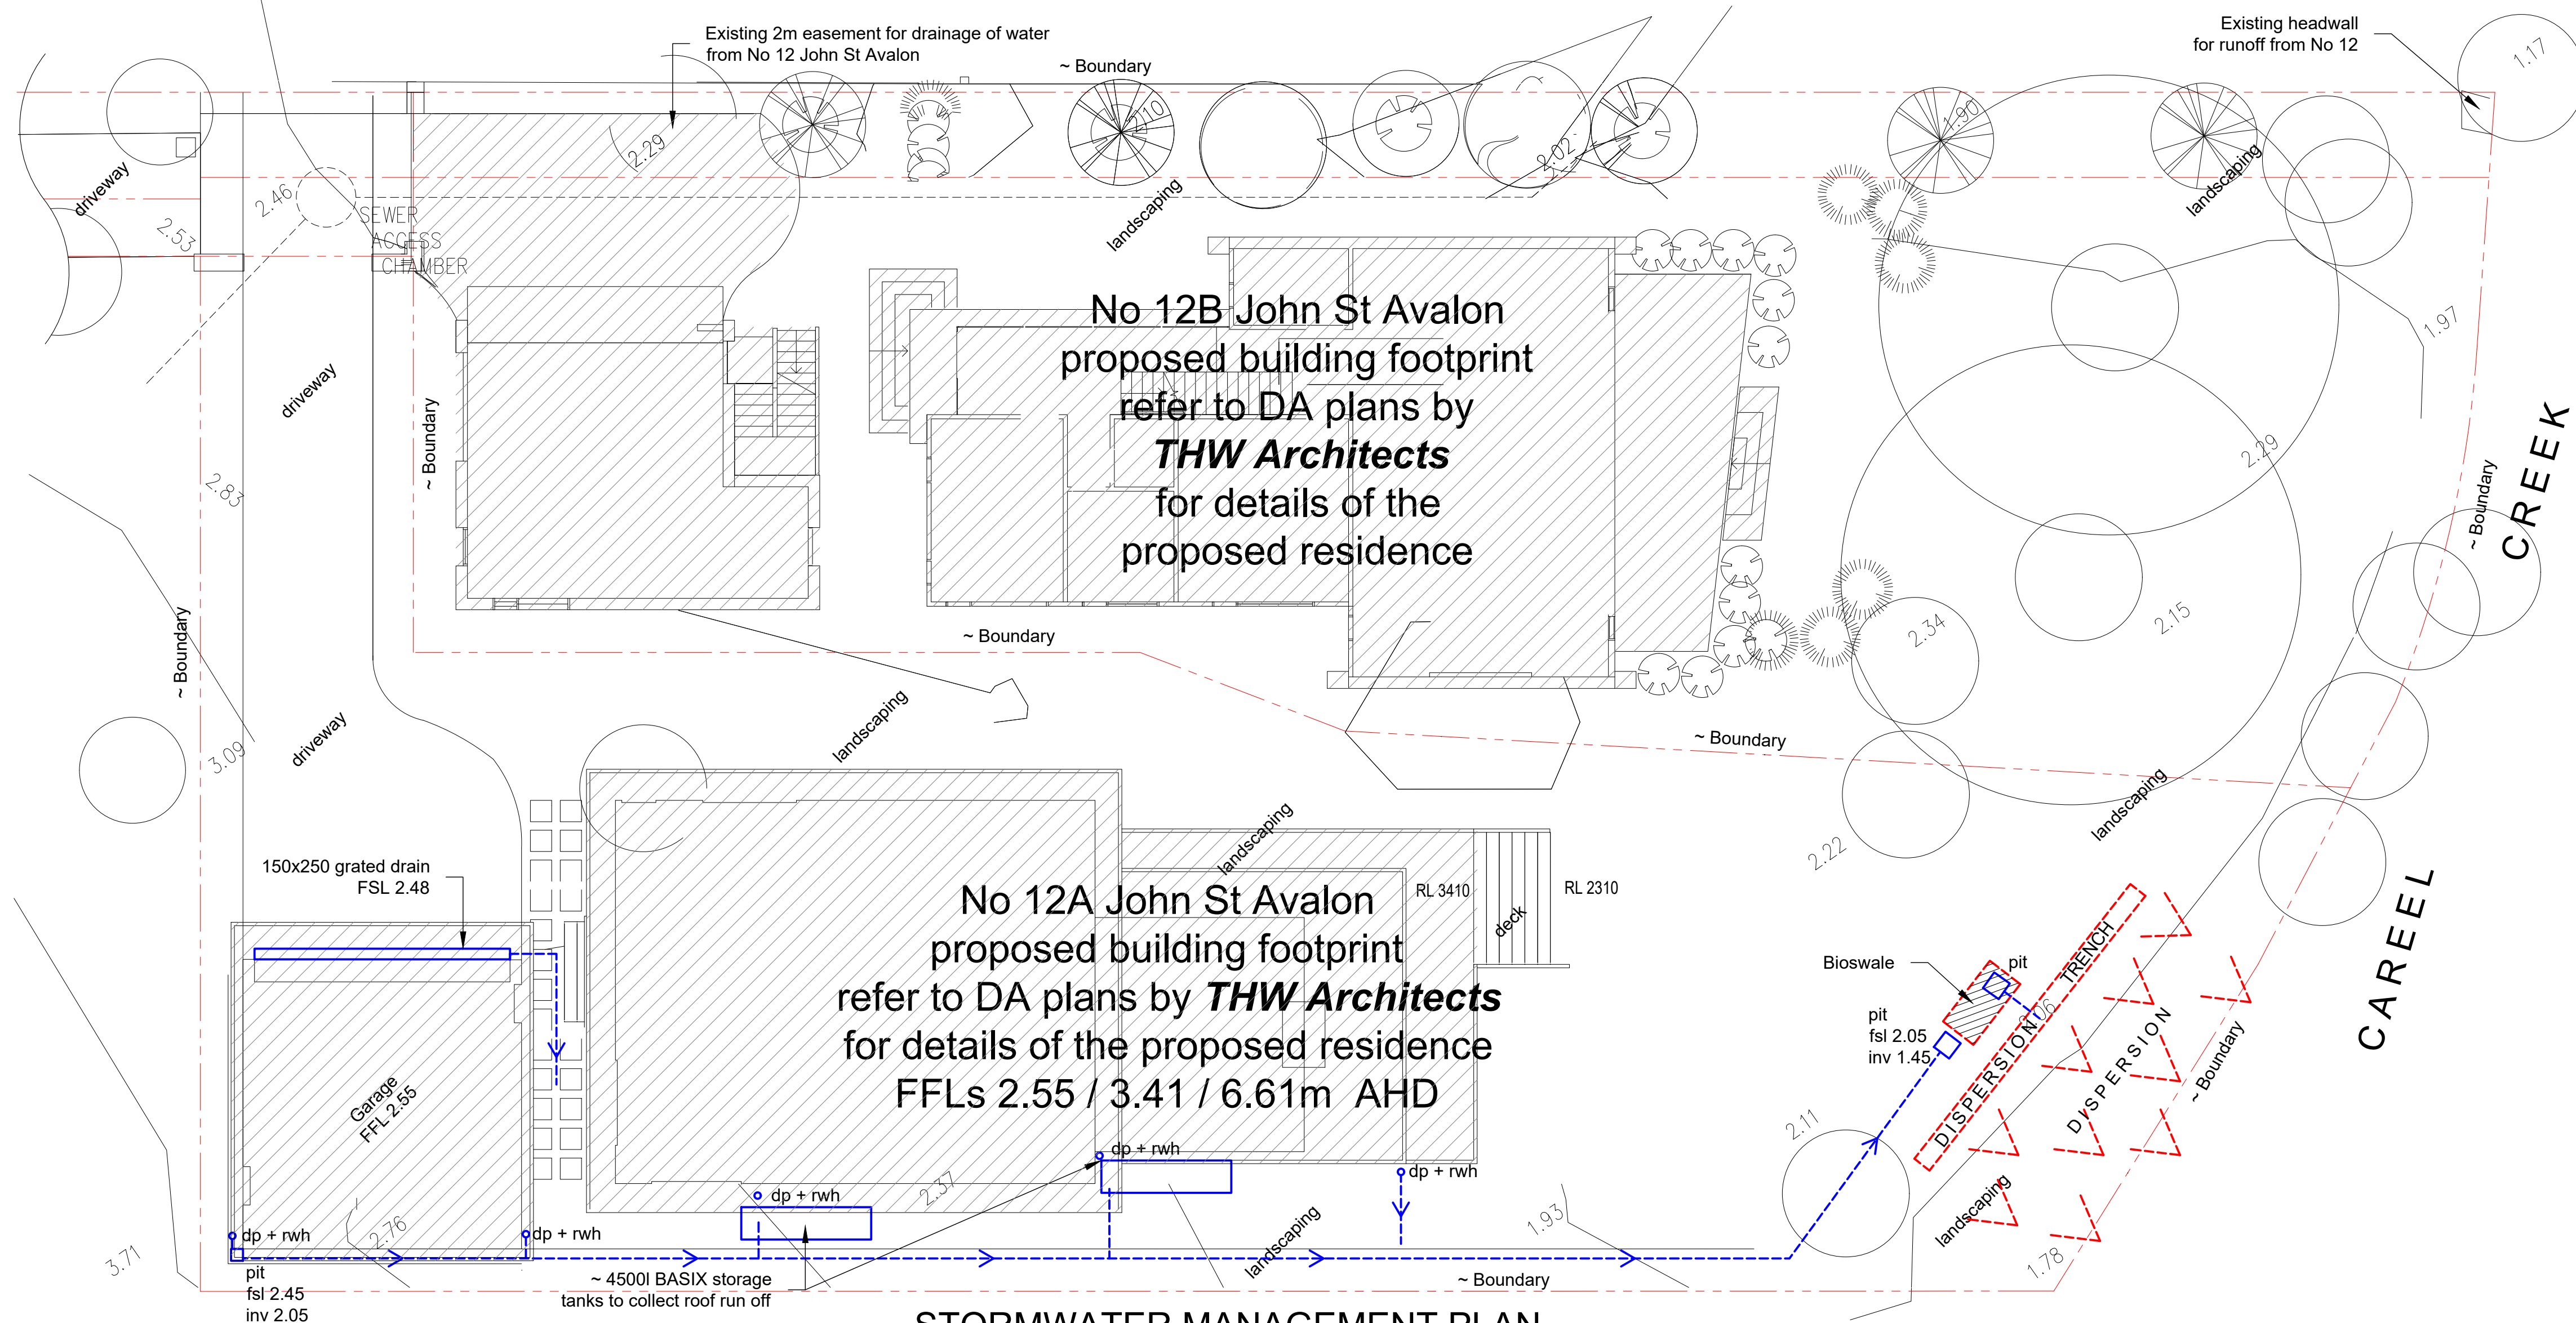 Existing 2m easement for drainage of water
from No 12 John St Avalon
~ Boundary
Existing headwall
for runoff from No 12
1.17
driveway
2.46
2.53
SEWER
ACCESS
CHAMBER
2.29
landscaping
2.02
1.90
landscaping
1.97
driveway
~ Boundary
No 12B John St Avalon
proposed building footprint
refer to DA plans by
THW Architects
for details of the
proposed residence
2.29
~ Boundary
CREEK
2.83
~ Boundary
~ Boundary
2.34
2.15
driveway
3.09
landscaping
~ Boundary
landscaping
2.22
150x250 grated drain
FSL 2.48
landscaping
No 12A John St Avalon
proposed building footprint
refer to DA plans by THW Architects
for details of the proposed residence
FFLs 2.55 / 3.41 / 6.61m AHD
RL 3410
deck
RL 2310
Garage
FFL 2.55
CAREEL
Bioswale
pit
pit
fsl 2.05
inv 1.45
DISPERSION TRENCH
DISPERSION
~ Boundary
2.11
dp + rwh
dp + rwh
dp + rwh
2.37
dp + rwh
dp + rwh
2.76
3.71
pit
fsl 2.45
inv 2.05
~ 4500l BASIX storage
tanks to collect roof run off
landscaping
~ Boundary
1.93
landscaping
1.78
STORMWATER MANAGEMENT PLAN